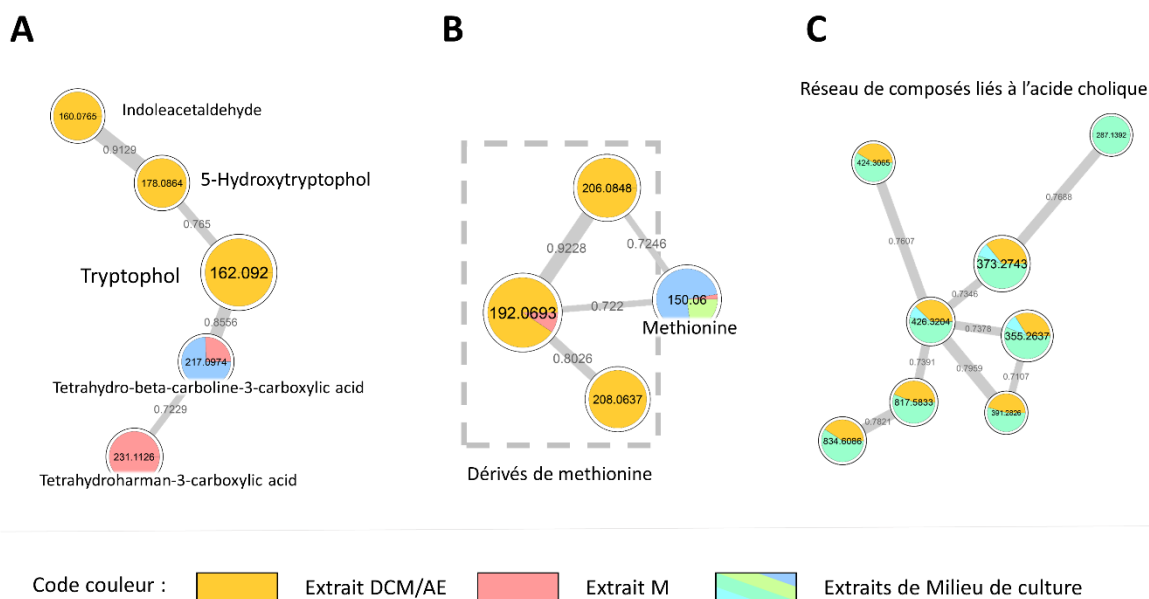 A
B
C
Réseau de composés liés à l'acide cholique
160.0765
Indoleacetaldehyde
0.9129
178.0864
5-Hydroxytryptophol
0.765
Tryptophol
162.092
0.8556
217.0974
Tetrahydro-beta-carboline-3-carboxylic acid
0.7229
231.1126
Tetrahydroharman-3-carboxylic acid
206.0848
0.9228
0.7246
192.0693
0.722
150.06
Methionine
0.8026
208.0637
Dérivés de methionine
287.1392
424.3065
0.7688
0.7607
373.2743
0.7346
426.3204
0.7378
355.2637
0.7391
0.7959
0.7107
817.5833
391.2826
0.7821
834.6086
Code couleur :
Extrait DCM/AE
Extrait M
Extraits de Milieu de culture